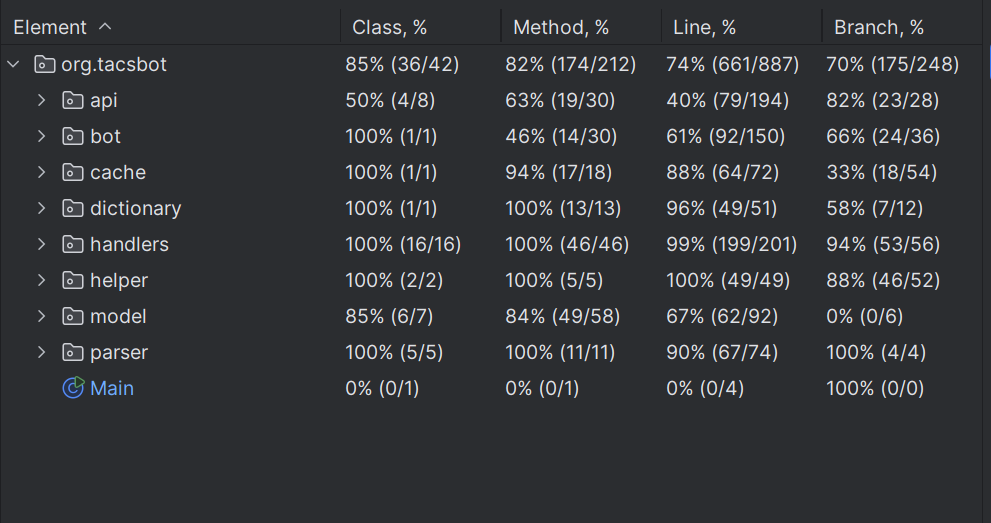 Element Class, % Method, % Line, % Branch, %
org.tacsbot 85% (36/42) 82% (174/212) 74% (661/887) 70% (175/248)
api 50% (4/8) 63% (19/30) 40% (79/194) 82% (23/28)
bot 100% (1/1) 46% (14/30) 61% (92/150) 66% (24/36)
cache 100% (1/1) 94% (17/18) 88% (64/72) 33% (18/54)
dictionary 100% (1/1) 100% (13/13) 96% (49/51) 58% (7/12)
handlers 100% (16/16) 100% (46/46) 99% (199/201) 94% (53/56)
helper 100% (2/2) 100% (5/5) 100% (49/49) 88% (46/52)
model 85% (6/7) 84% (49/58) 67% (62/92) 0% (0/6)
parser 100% (5/5) 100% (11/11) 90% (67/74) 100% (4/4)
Main 0% (0/1) 0% (0/1) 0% (0/4) 100% (0/0)